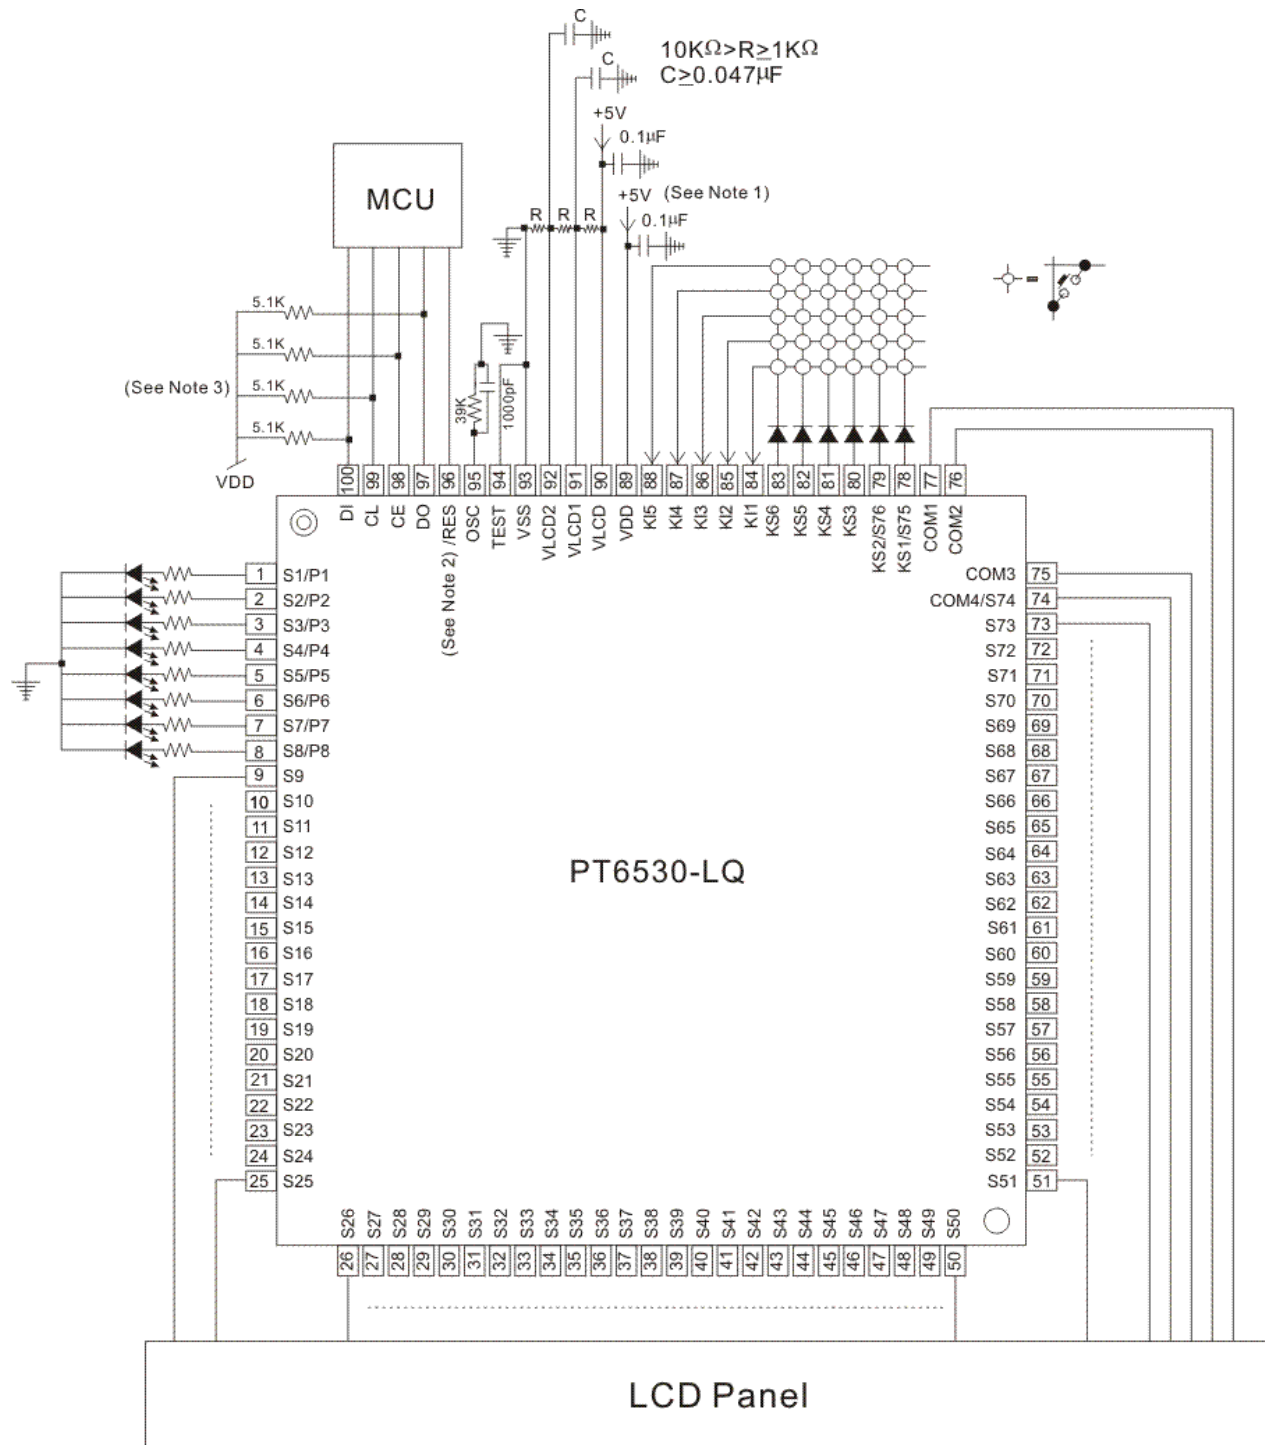 C
10KΩ>R≥1KΩ
C
C≥0.047μF
+5V
0.1μF
MCU
+5V
(See Note 1)
R
R
R
0.1μF
5.1K
5.1K
(See Note 3)
5.1K
5.1K
VDD
39K
1000pF
100
99
98
97
96
95
94
93
92
91
90
89
88
87
86
85
84
83
82
81
80
79
78
77
76
DI
CL
CE
DO
(See Note 2) /RES
OSC
TEST
VSS
VLCD2
VLCD1
VLCD
VDD
KI5
KI4
KI3
KI2
KI1
KS6
KS5
KS4
KS3
KS2/S76
KS1/S75
COM1
COM2
1 S1/P1
2 S2/P2
3 S3/P3
4 S4/P4
5 S5/P5
6 S6/P6
7 S7/P7
8 S8/P8
9 S9
10 S10
11 S11
12 S12
13 S13
14 S14
15 S15
16 S16
17 S17
18 S18
19 S19
20 S20
21 S21
22 S22
23 S23
24 S24
25 S25
PT6530-LQ
COM3 75
COM4/S74 74
S73 73
S72 72
S71 71
S70 70
S69 69
S68 68
S67 67
S66 66
S65 65
S64 64
S63 63
S62 62
S61 61
S60 60
S59 59
S58 58
S57 57
S56 56
S55 55
S54 54
S53 53
S52 52
S51 51
S26
S27
S28
S29
S30
S31
S32
S33
S34
S35
S36
S37
S38
S39
S40
S41
S42
S43
S44
S45
S46
S47
S48
S49
S50
26
27
28
29
30
31
32
33
34
35
36
37
38
39
40
41
42
43
44
45
46
47
48
49
50
LCD Panel